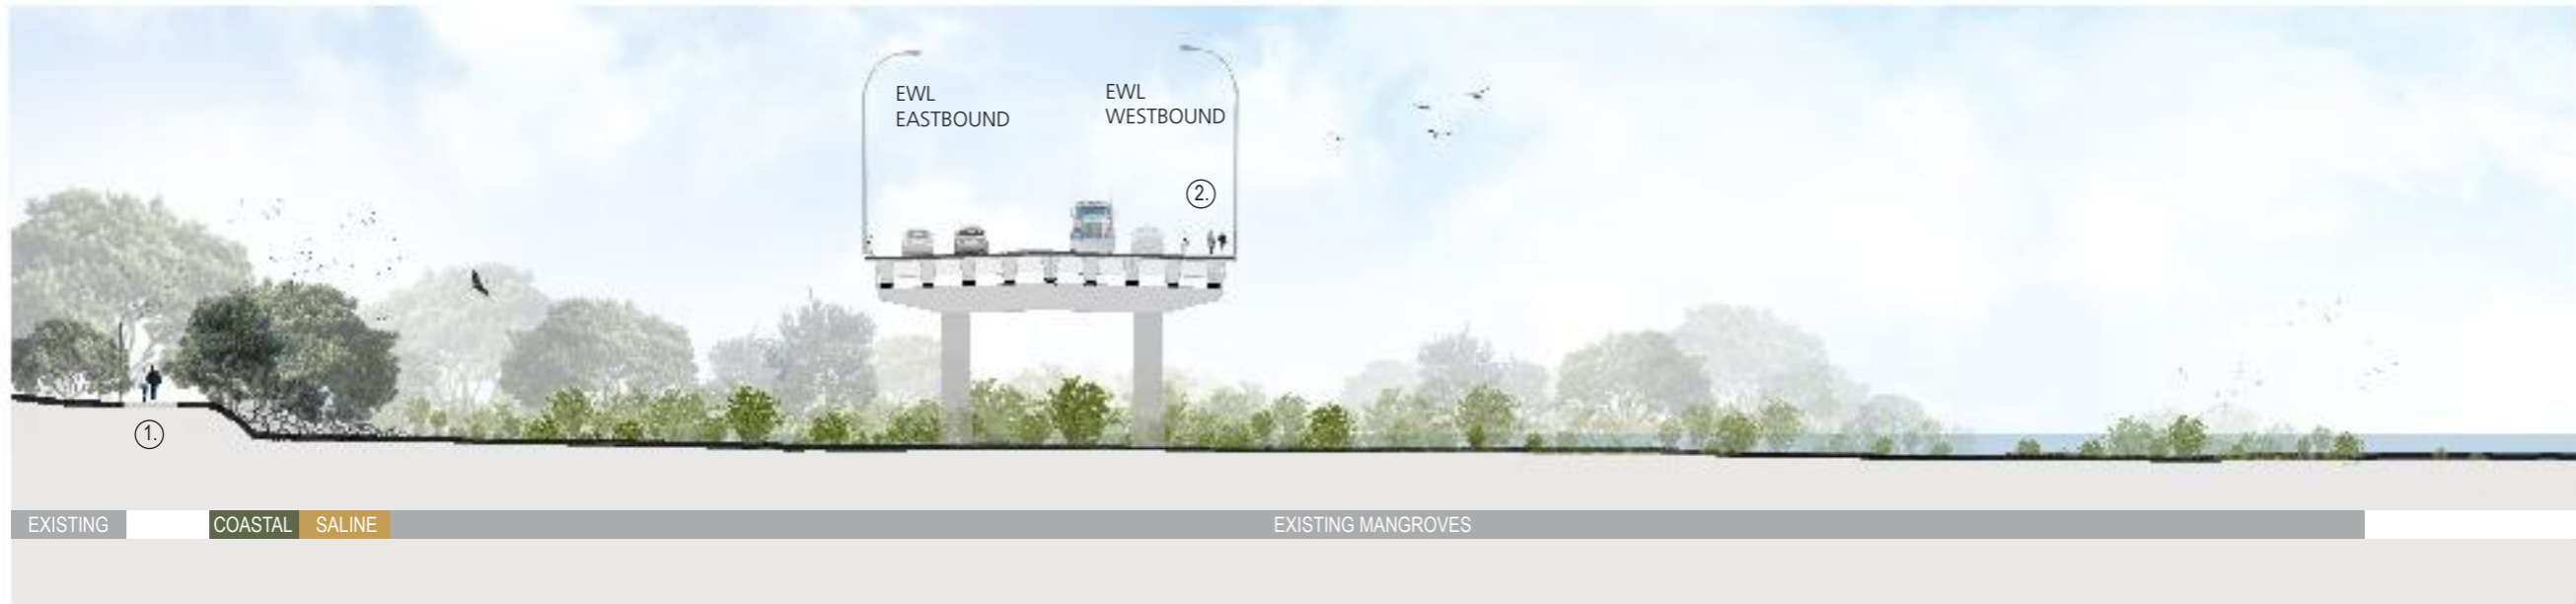 EWL
EASTBOUND
EWL
WESTBOUND
2.
1.
EXISTING
COASTAL
SALINE
EXISTING MANGROVES